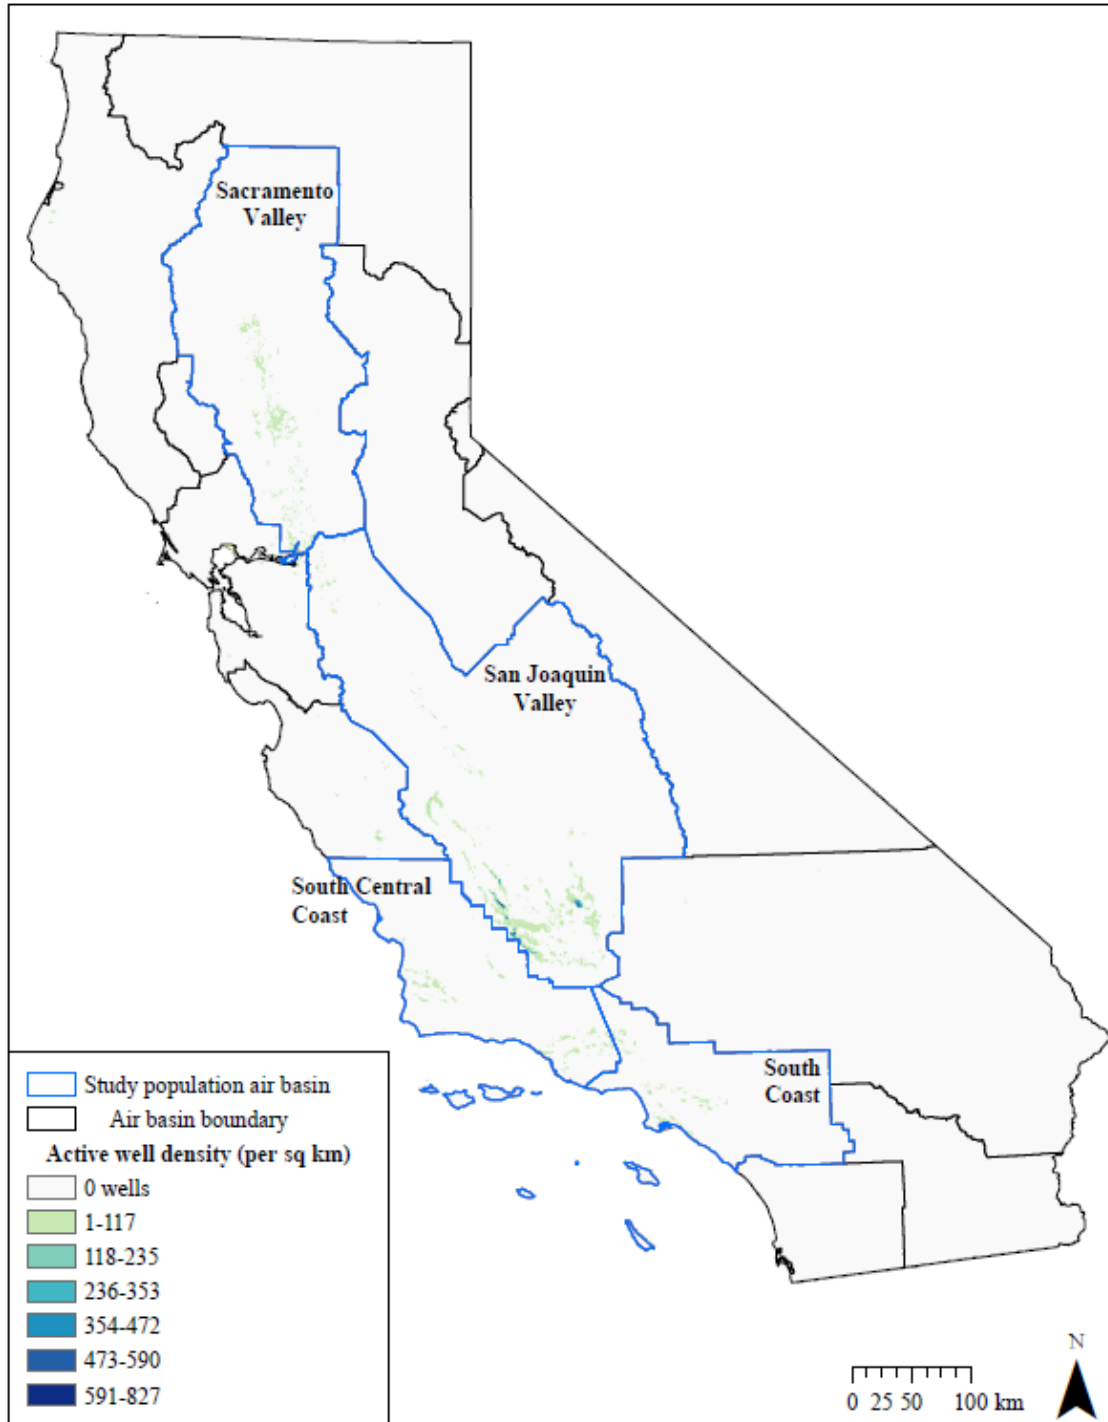 Sacramento
Valley
San Joaquin
Valley
South Central
Coast
South
Coast
Study population air basin
Air basin boundary
Active well density (per sq km)
0 wells
1-117
118-235
236-353
354-472
473-590
591-827
N
0 25 50 100 km